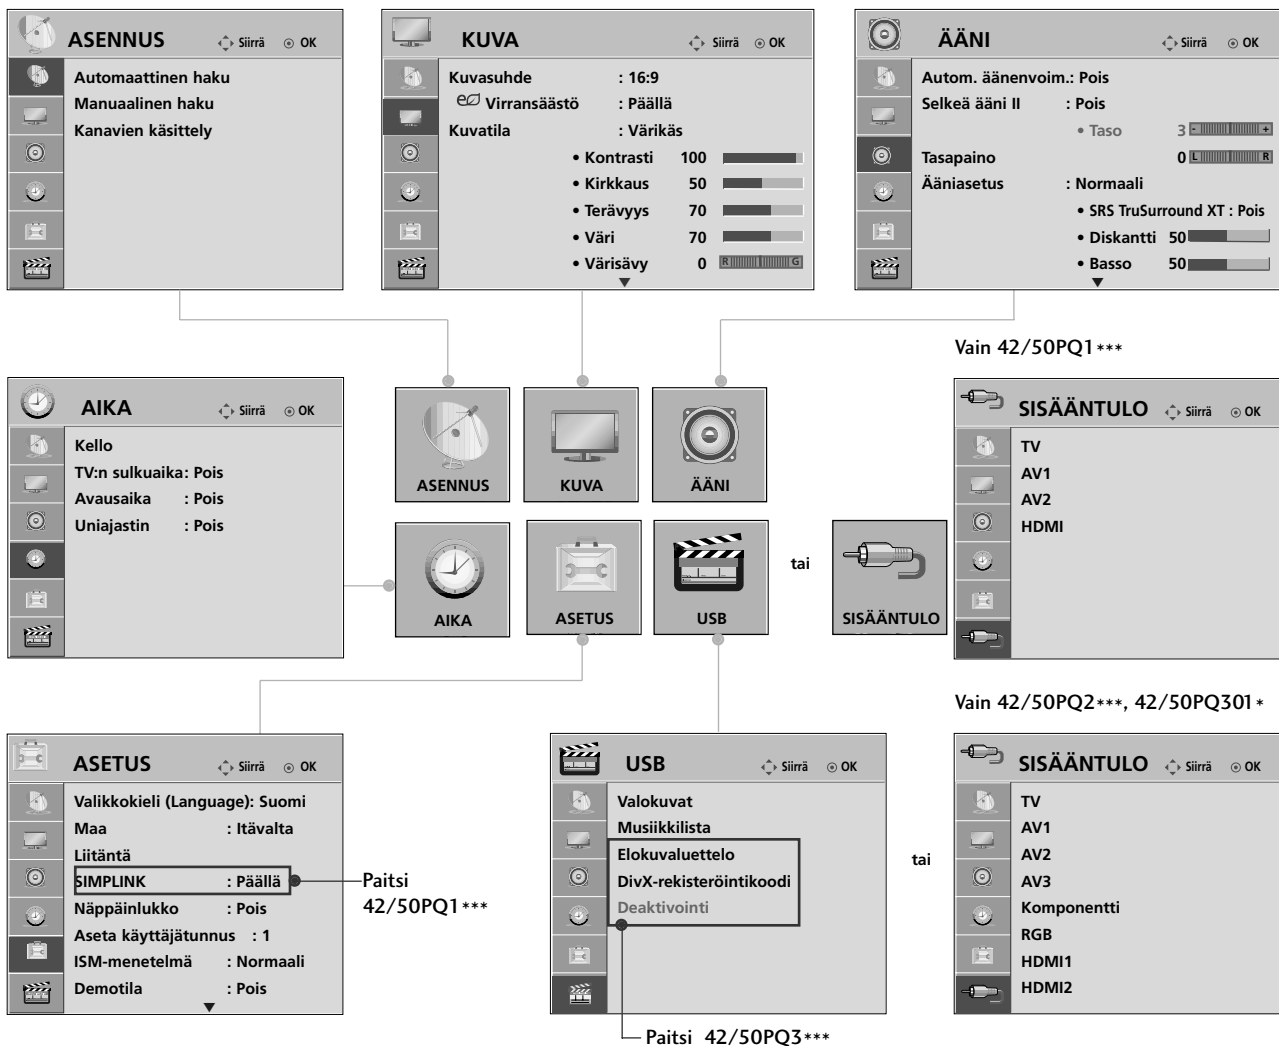 ASENNUS Siirrä OK
Automaattinen haku
Manuaalinen haku
Kanavien käsittely
KUVA Siirrä OK
Kuvasuhde : 16:9
Virransäästö : Päällä
Kuvatila : Värikäs
• Kontrasti 100
• Kirkkaus 50
• Terävyys 70
• Väri 70
• Värisävy 0 R G
ÄÄNI Siirrä OK
Autom. äänenvoim.: Pois
Selkeä ääni II : Pois
• Taso 3 - +
Tasapaino 0 L R
Ääniasetus : Normaali
• SRS TruSurround XT : Pois
• Diskantti 50
• Basso 50
Vain 42/50PQ1***
AIKA Siirrä OK
Kello
TV:n sulkuaika: Pois
Avausaika : Pois
Uniajastin : Pois
ASENNUS
KUVA
ÄÄNI
AIKA
ASETUS
USB
tai
SISÄÄNTULO
SISÄÄNTULO Siirrä OK
TV
AV1
AV2
HDMI
Vain 42/50PQ2***, 42/50PQ301*
ASETUS Siirrä OK
Valikkokieli (Language): Suomi
Maa : Itävalta
Liitäntä
SIMPLINK : Päällä
Näppäinlukko : Pois
Aseta käyttäjätunnus : 1
ISM-menetelmä : Normaali
Demotila : Pois
Paitsi
42/50PQ1***
USB Siirrä OK
Valokuvat
Musiikkilista
Elokuvaluettelo
DivX-rekisteröintikoodi
Deaktivointi
Paitsi 42/50PQ3***
tai
SISÄÄNTULO Siirrä OK
TV
AV1
AV2
AV3
Komponentti
RGB
HDMI1
HDMI2